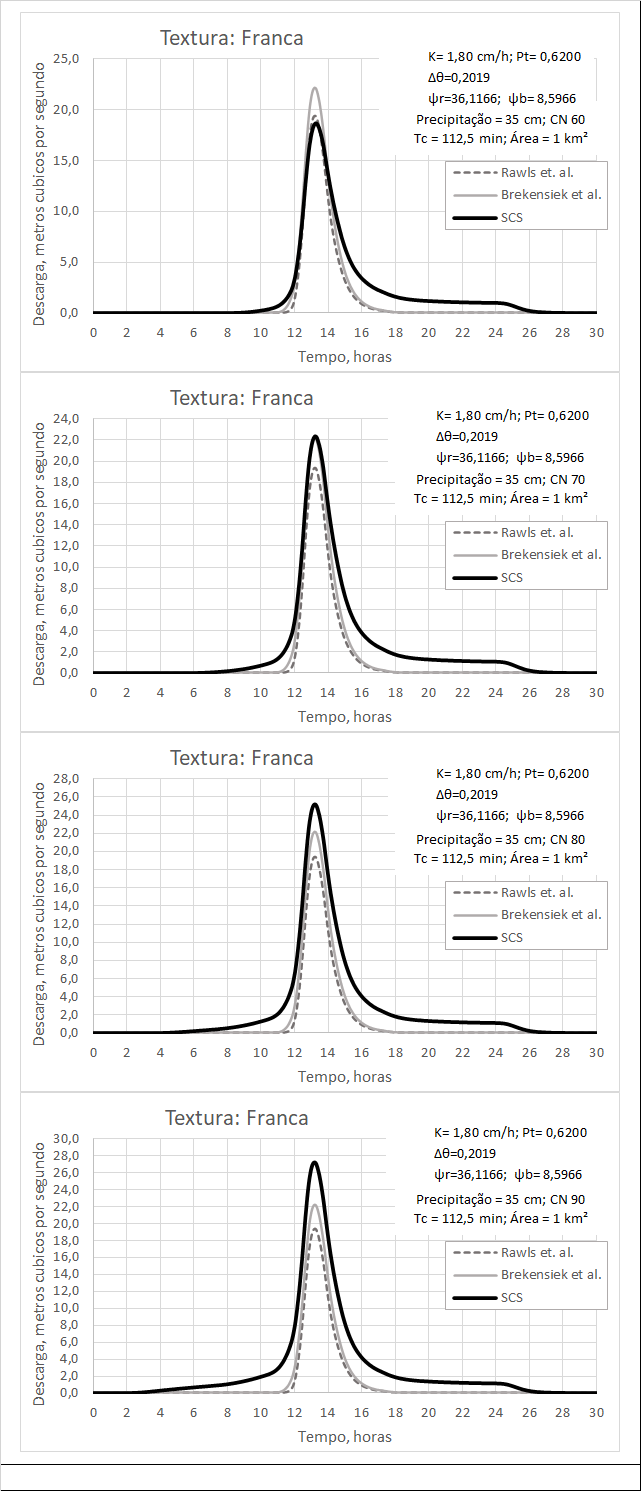 Textura: Franca
K= 1,80 cm/h; Pt= 0,6200
Δθ=0,2019
ψr=36,1166; ψb= 8,5966
Precipitação = 35 cm; CN 60
Tc = 112,5 min; Área = 1 km²
Rawls et. al.
Brekensiek et al.
SCS
Descarga, metros cubicos por segundo
25,0
20,0
15,0
10,0
5,0
0,0
0 2 4 6 8 10 12 14 16 18 20 22 24 26 28 30
Tempo, horas
Textura: Franca
K= 1,80 cm/h; Pt= 0,6200
Δθ=0,2019
ψr=36,1166; ψb= 8,5966
Precipitação = 35 cm; CN 70
Tc = 112,5 min; Área = 1 km²
Rawls et. al.
Brekensiek et al.
SCS
Descarga, metros cubicos por segundo
24,0
22,0
20,0
18,0
16,0
14,0
12,0
10,0
8,0
6,0
4,0
2,0
0,0
0 2 4 6 8 10 12 14 16 18 20 22 24 26 28 30
Tempo, horas
Textura: Franca
K= 1,80 cm/h; Pt= 0,6200
Δθ=0,2019
ψr=36,1166; ψb= 8,5966
Precipitação = 35 cm; CN 80
Tc = 112,5 min; Área = 1 km²
Rawls et. al.
Brekensiek et al.
SCS
Descarga, metros cubicos por segundo
28,0
26,0
24,0
22,0
20,0
18,0
16,0
14,0
12,0
10,0
8,0
6,0
4,0
2,0
0,0
0 2 4 6 8 10 12 14 16 18 20 22 24 26 28 30
Tempo, horas
Textura: Franca
K= 1,80 cm/h; Pt= 0,6200
Δθ=0,2019
ψr=36,1166; ψb= 8,5966
Precipitação = 35 cm; CN 90
Tc = 112,5 min; Área = 1 km²
Rawls et. al.
Brekensiek et al.
SCS
Descarga, metros cubicos por segundo
30,0
28,0
26,0
24,0
22,0
20,0
18,0
16,0
14,0
12,0
10,0
8,0
6,0
4,0
2,0
0,0
0 2 4 6 8 10 12 14 16 18 20 22 24 26 28 30
Tempo, horas